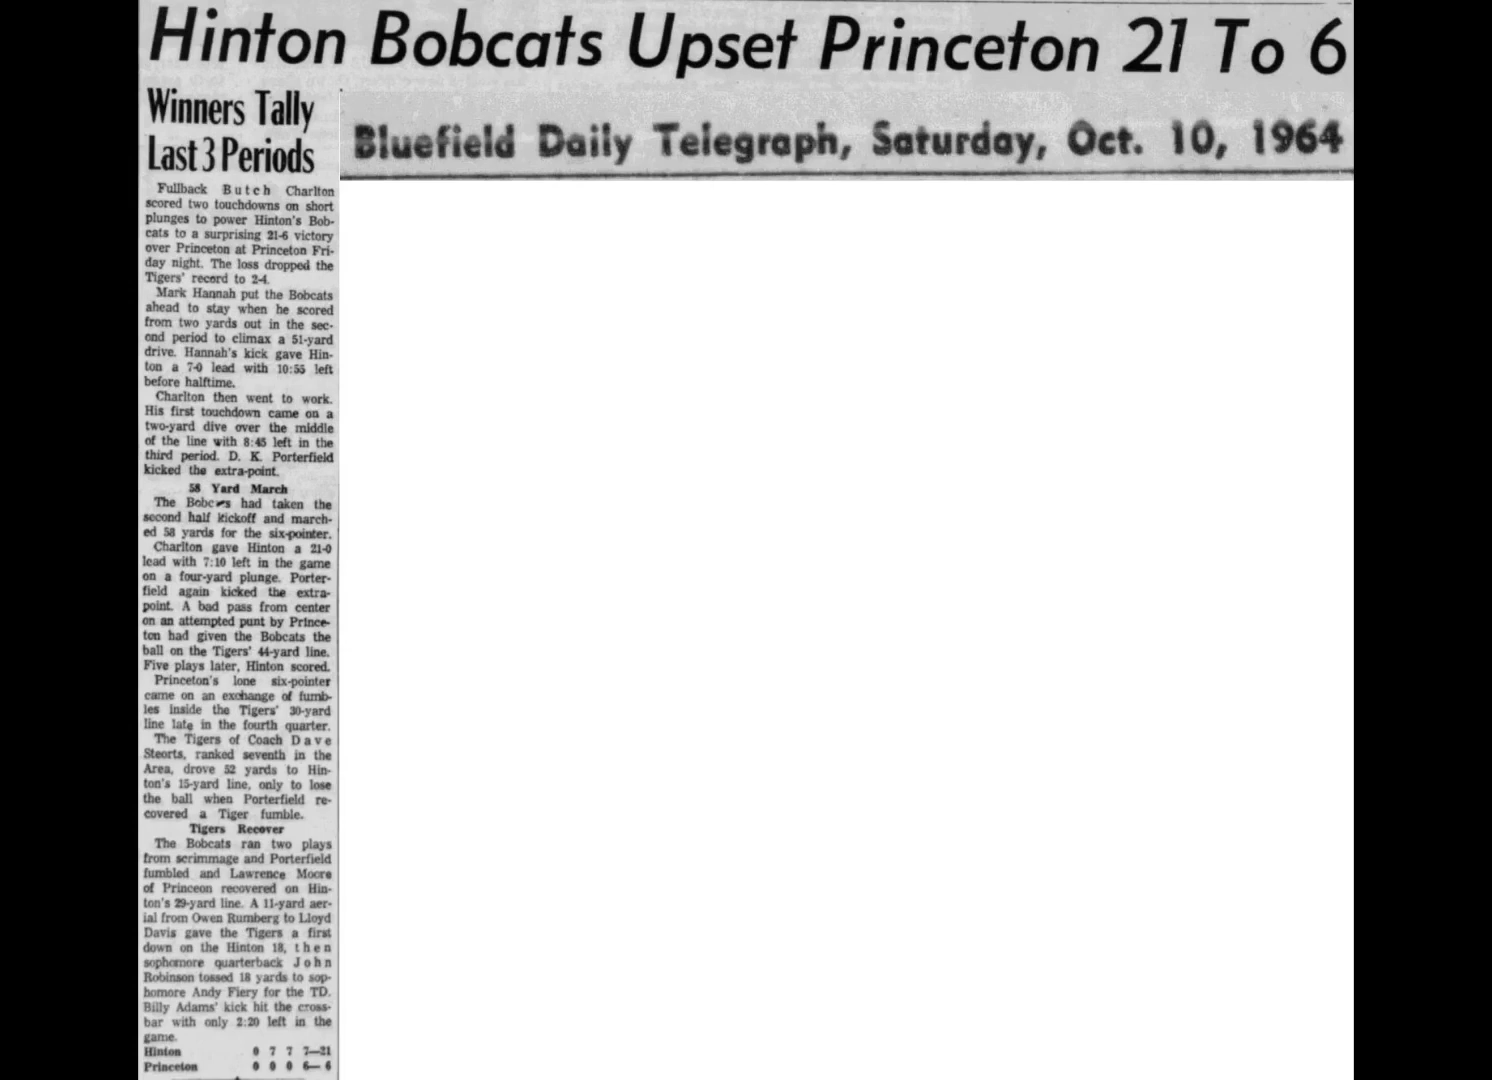 Hinton Bobcats Upset Princeton 21 To 6
Winners Tally
Last 3 Periods
Bluefield Daily Telegraph, Saturday, Oct. 10, 1964
Fullback Butch Charlton
scored two touchdowns on short
plunges to power Hinton's Bob-
cats to a surprising 21-6 victory
over Princeton at Princeton Fri-
day night. The loss dropped the
Tigers' record to 2-4.
Mark Hannah put the Bobcats
ahead to stay when he scored
from two yards out in the sec-
ond period to climax a 51-yard
drive. Hannah's kick gave Hin-
ton a 7-0 lead with 10:55 left
before halftime.
Charlton then went to work.
His first touchdown came on a
two-yard dive over the middle
of the line with 8:45 left in the
third period. D. K. Porterfield
kicked the extra-point.
58 Yard March
The had taken the
second half kickoff and march-
ed 58 yards for the six-pointer.
Charlton gave Hinton a 21-0
lead with 7:10 left in the game
on a four-yard plunge. Porter-
field again kicked the extra-
point. A bad pass from center
on an attempted punt by Prince-
ton had given the Bobcats the
ball on the Tigers' 44-yard line.
Five plays later, Hinton scored.
Princeton's lone six-pointer
came on an exchange of fumb-
les inside the Tigers' 30-yard
line late in the fourth quarter.
The Tigers of Coach Dave
Steorts, ranked seventh in the
Area, drove 52 yards to Hin-
ton's 15-yard line, only to lose
the ball when Porterfield re-
covered a Tiger fumble.
Tigers Recover
The Bobcats ran two plays
from scrimmage and Porterfield
fumbled and Lawrence Moore
of Princeon recovered on Hin-
ton's 29-yard line. A 11-yard aer-
ial from Owen Rumberg to Lloyd
Davis gave the Tigers a first
down on the Hinton 18, then
sophomore quarterback John
Robinson tossed 18 yards to sop-
homore Andy Fiery for the TD.
Billy Adams' kick hit the cross-
bar with only 2:20 left in the
game.
Hinton 0 7 7 7—21
Princeton 0 0 0 6— 6